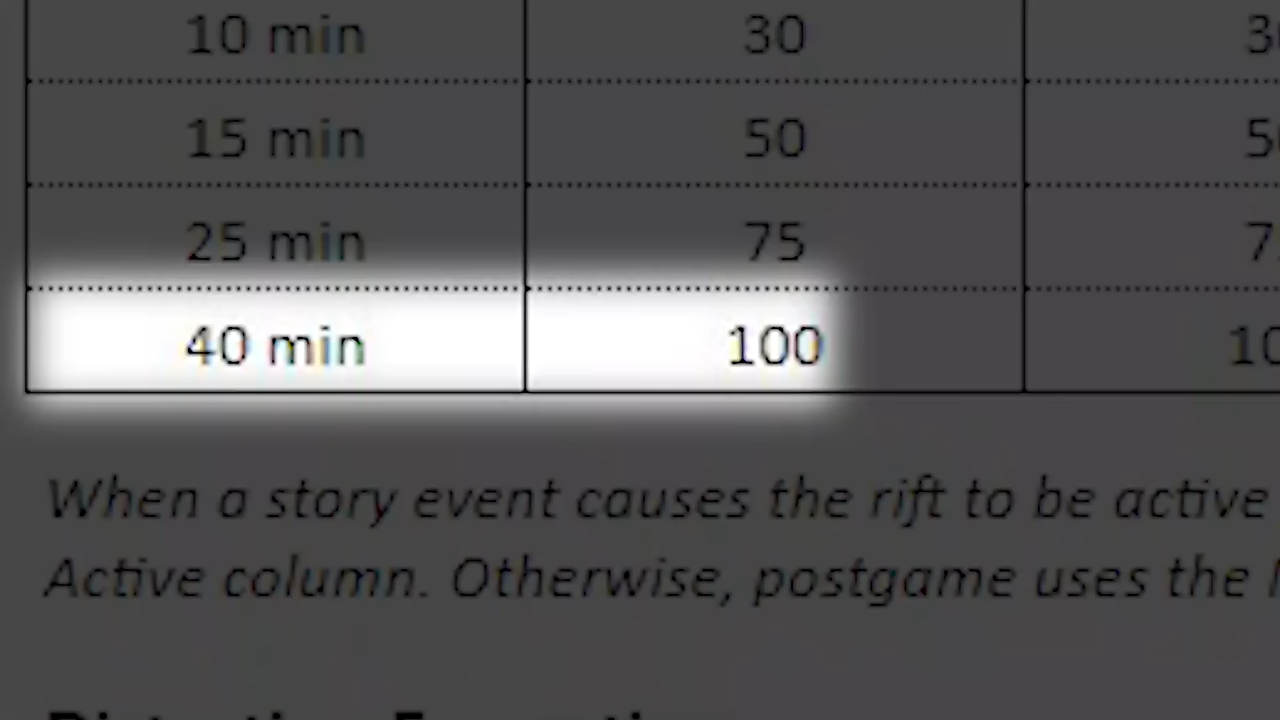 10 min 30
15 min 50
25 min 75
40 min 100
When a story event causes the rift to be active
Active column. Otherwise, postgame uses the